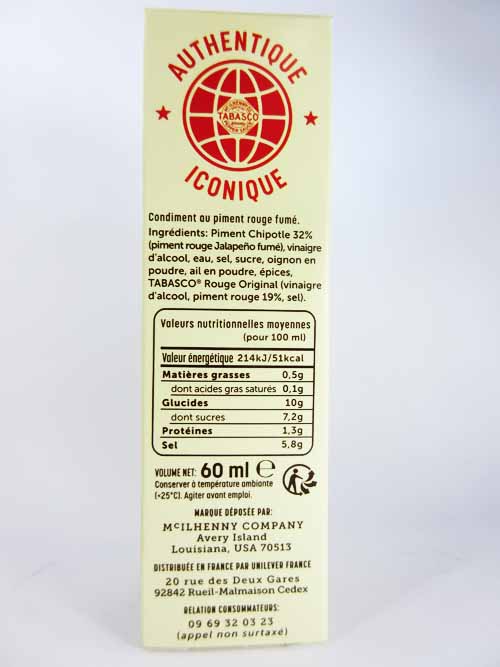 AUTHENTIQUE
TABASCO
ICONIQUE
Condiment au piment rouge fumé.
Ingrédients: Piment Chipotle 32%
(piment rouge Jalapeño fumé), vinaigre
d'alcool, eau, sel, sucre, oignon en
poudre, ail en poudre, épices,
TABASCO® Rouge Original (vinaigre
d'alcool, piment rouge 19%, sel).
Valeurs nutritionnelles moyennes
(pour 100 ml)
Valeur énergétique 214kJ/51kcal
Matières grasses 0,5g
dont acides gras saturés 0,1g
Glucides 10g
dont sucres 7,2g
Protéines 1,3g
Sel 5,8g
VOLUME NET: 60 ml ℮
Conserver à température ambiante
(<25°C). Agiter avant emploi.
MARQUE DÉPOSÉE PAR:
McILHENNY COMPANY
Avery Island
Louisiana, USA 70513
DISTRIBUÉE EN FRANCE PAR UNILEVER FRANCE
20 rue des Deux Gares
92842 Rueil-Malmaison Cedex
RELATION CONSOMMATEURS:
09 69 32 03 23
(appel non surtaxé)